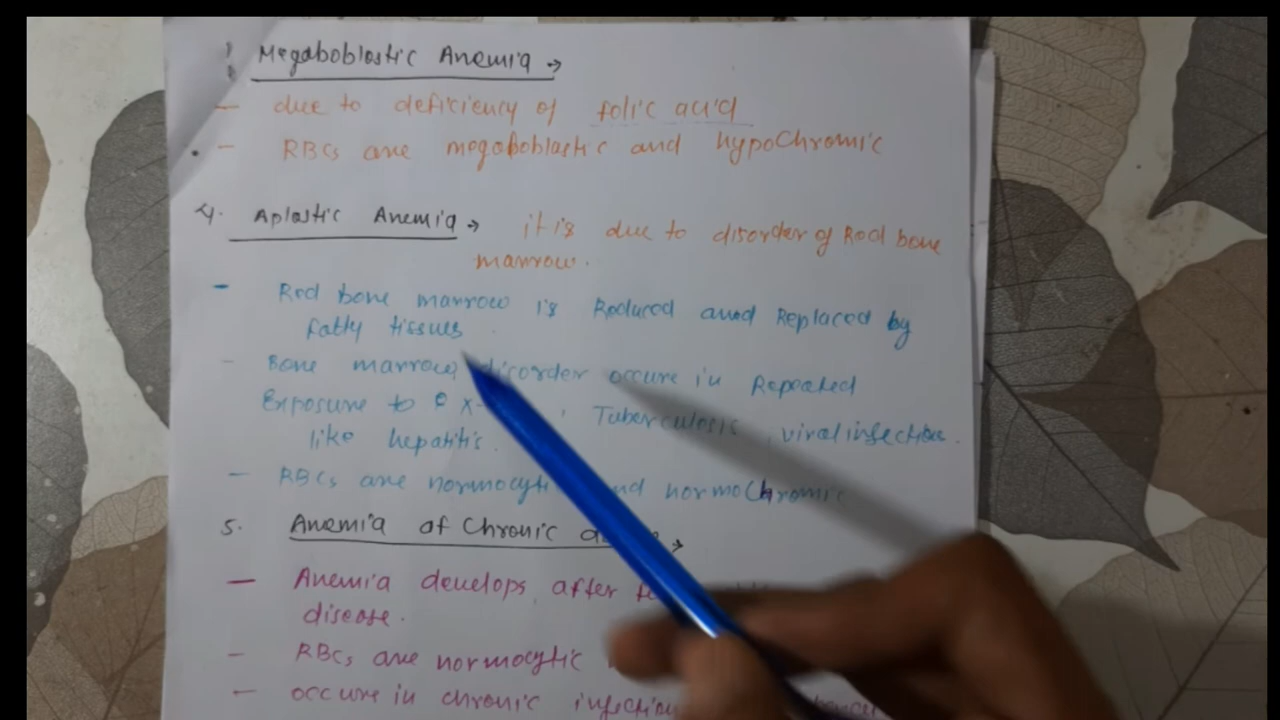 Megaboblastic Anemia →
- due to deficiency of folic acid
- RBCs are megaboblastic and hypoChromic
4. Aplastic Anemia → it is due to disorder of Red bone
marrow.
- Red bone marrow is Reduced and Replaced by
fatty tissues
- Bone marrow disorder occure in Repeated
Exposure to X- , Tuberculosis, viral infection
like hepatitis.
- RBCs are normocyti and normoChromic
5. Anemia of Chronic →
- Anemia develops after
disease.
- RBCs are normocytic
- occure in chronic